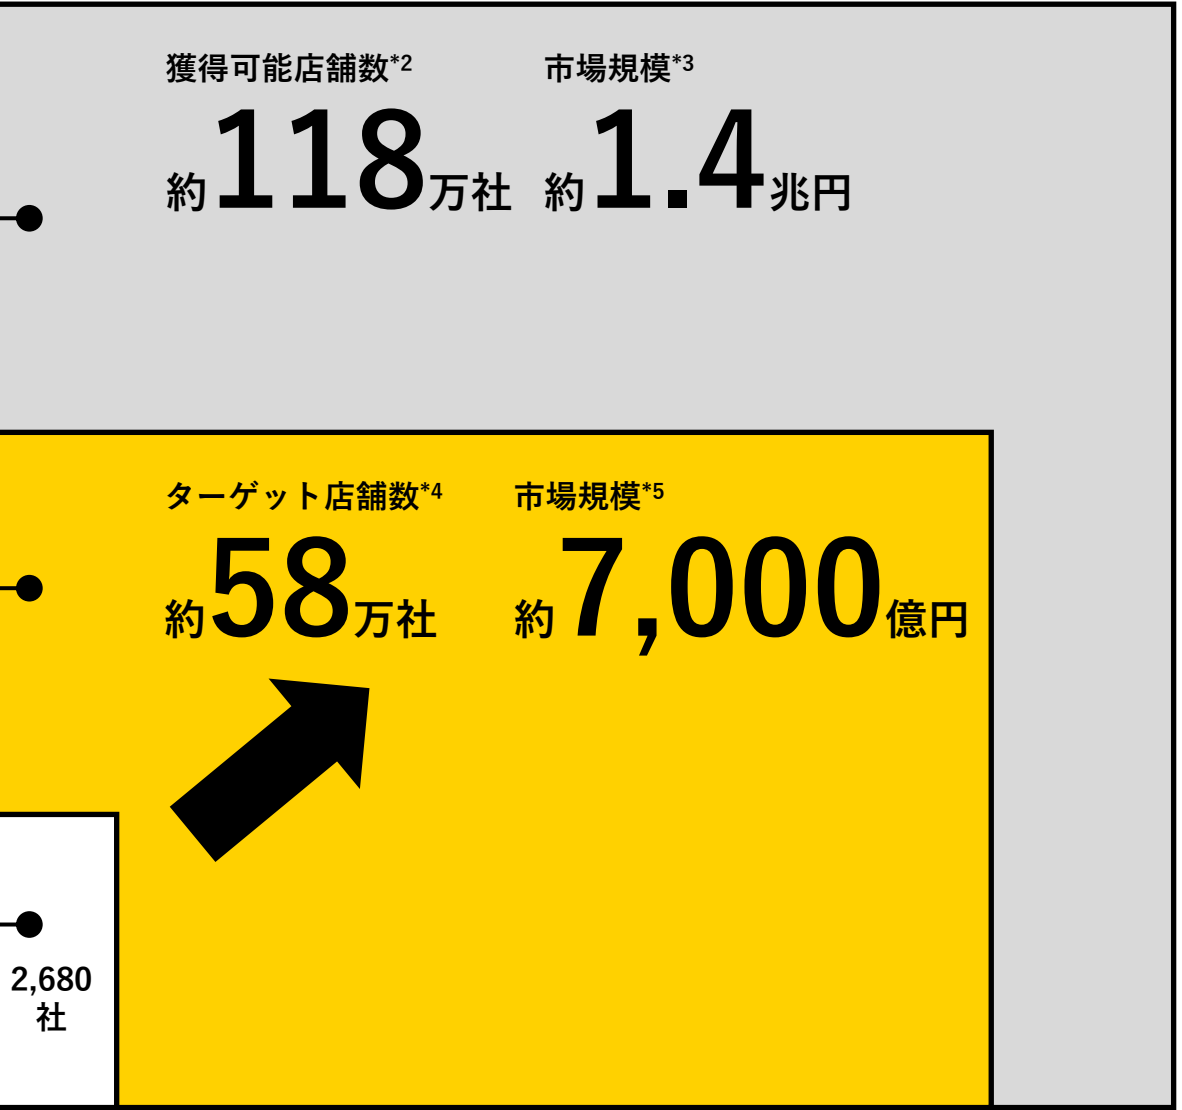 獲得可能店舗数*2 市場規模*3
約118万社 約1.4兆円
ターゲット店舗数*4 市場規模*5
約58万社 約7,000億円
2,680
社